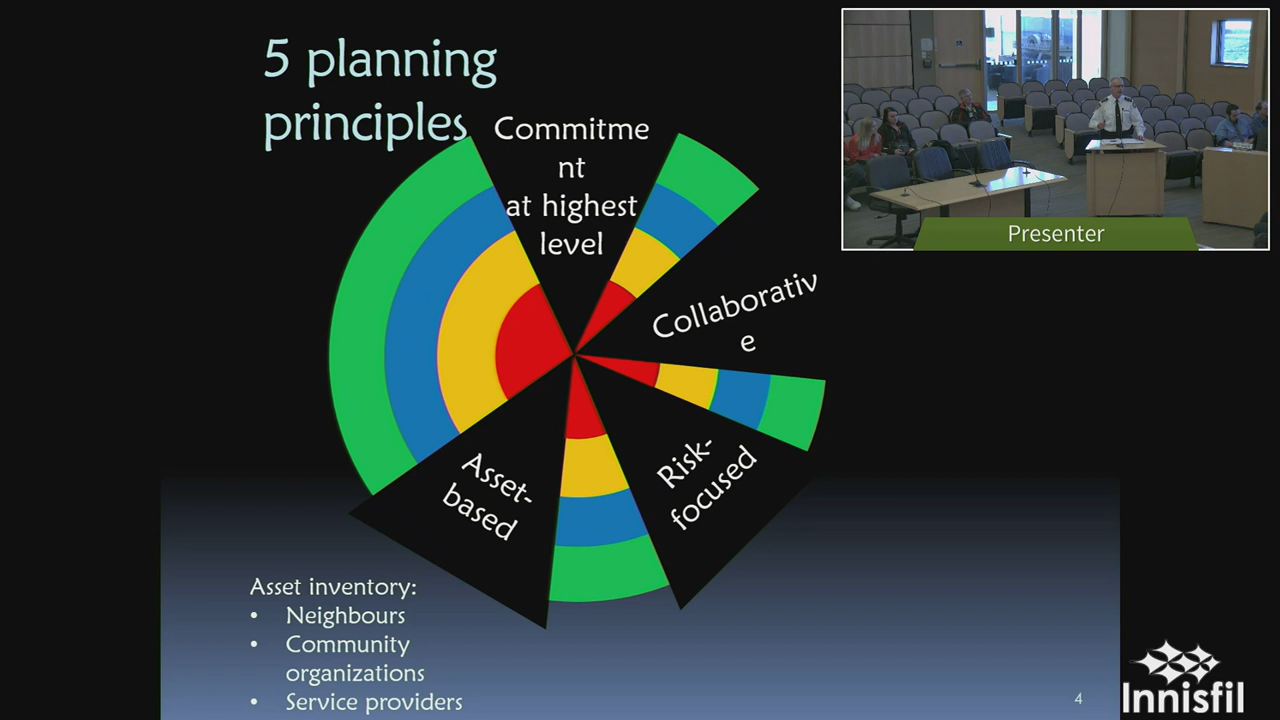 5 planning
principles
Commitme
nt
at highest
level
Collaborativ
e
Risk-
focused
Asset-
based
Asset inventory:
• Neighbours
• Community
organizations
• Service providers
4
Presenter
Innisfil